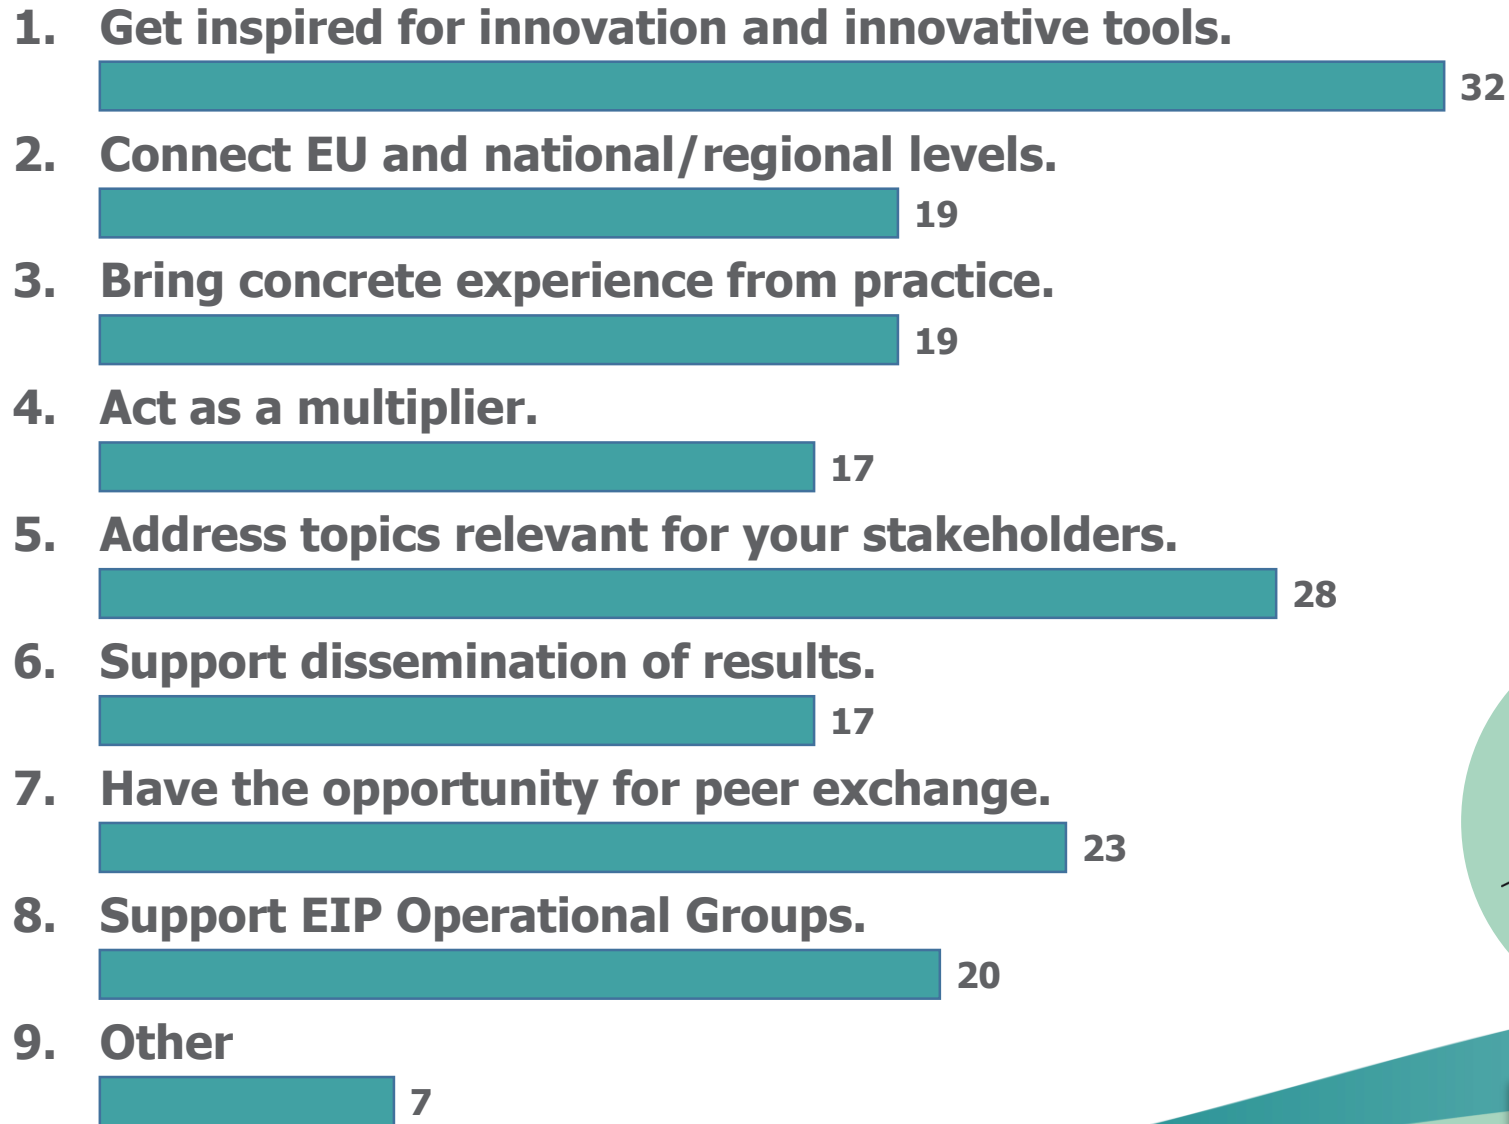 1. Get inspired for innovation and innovative tools.
32
2. Connect EU and national/regional levels.
19
3. Bring concrete experience from practice.
19
4. Act as a multiplier.
17
5. Address topics relevant for your stakeholders.
28
6. Support dissemination of results.
17
7. Have the opportunity for peer exchange.
23
8. Support EIP Operational Groups.
20
9. Other
7